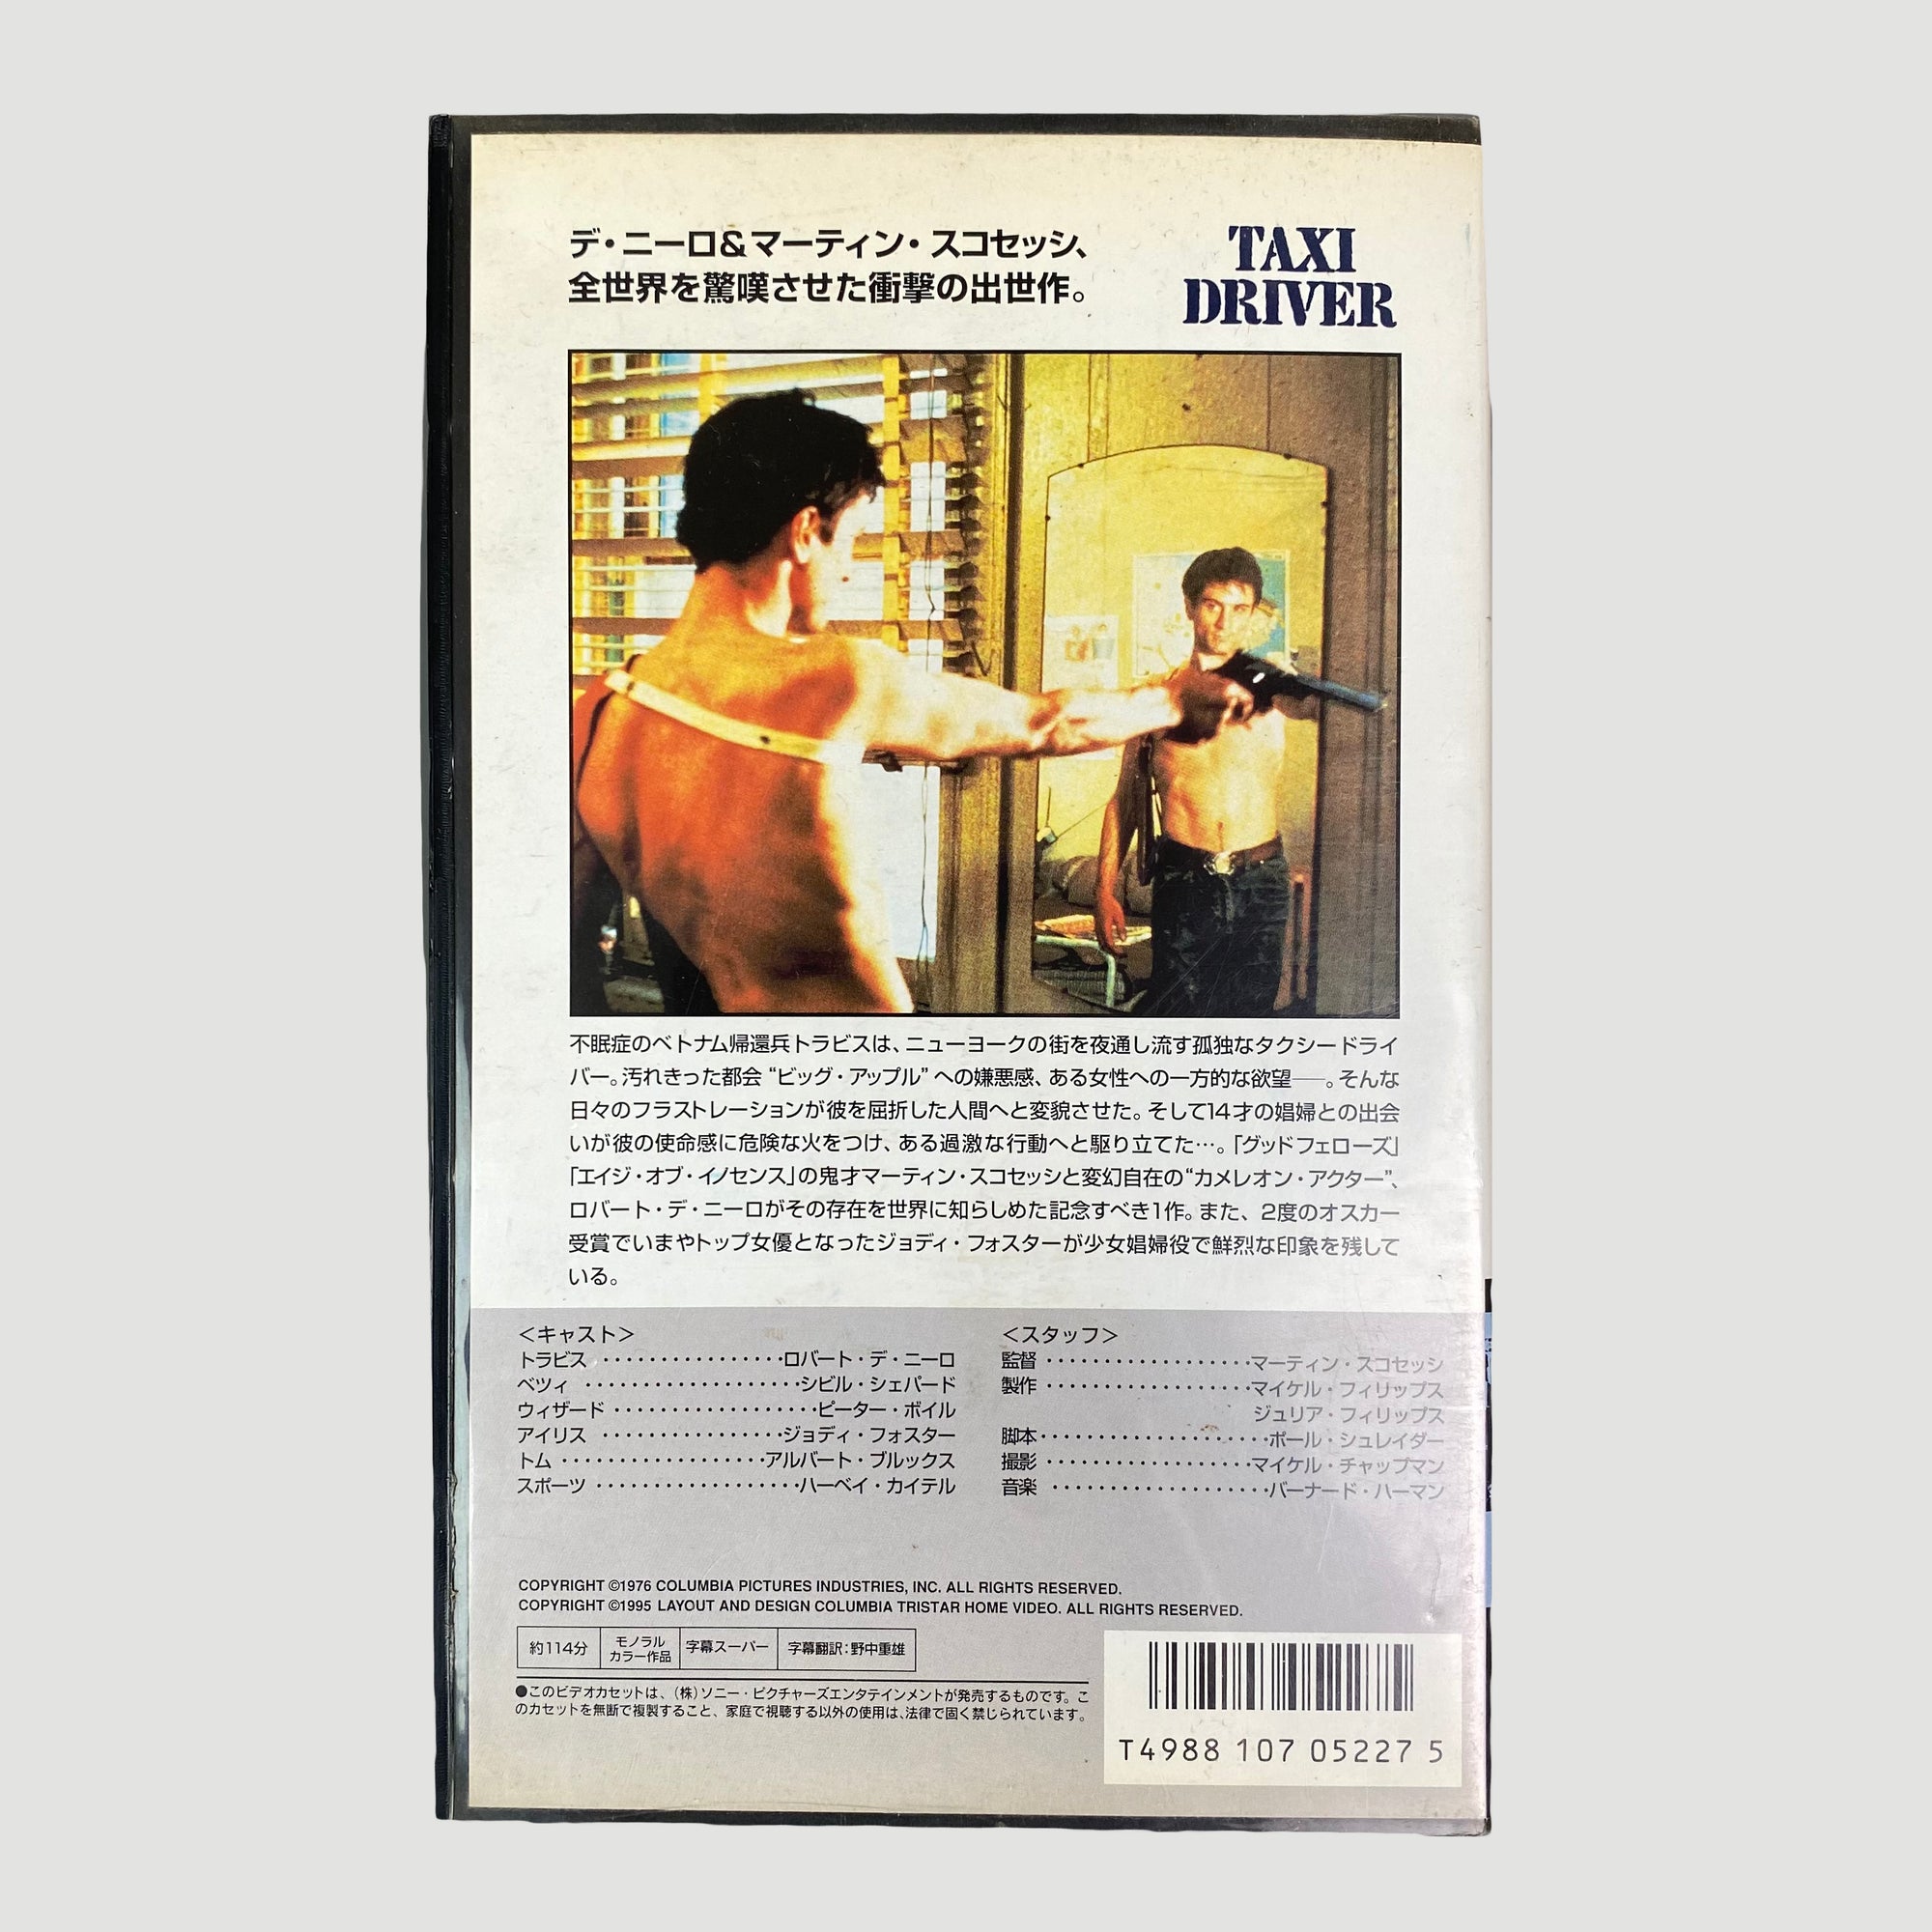 デ・ニーロ&マーティン・スコセッシ、
全世界を驚嘆させた衝撃の出世作。
TAXI
DRIVER
不眠症のベトナム帰還兵トラビスは、ニューヨークの街を夜通し流す孤独なタクシードライ
バー。汚れきった都会“ビッグ・アップル”への嫌悪感、ある女性への一方的な欲望――。そんな
日々のフラストレーションが彼を屈折した人間へと変貌させた。そして14才の娼婦との出会
いが彼の使命感に危険な火をつけ、ある過激な行動へと駆り立てた…。「グッドフェローズ」
「エイジ・オブ・イノセンス」の鬼才マーティン・スコセッシと変幻自在の“カメレオン・アクター”、
ロバート・デ・ニーロがその存在を世界に知らしめた記念すべき1作。また、2度のオスカー
受賞でいまやトップ女優となったジョディ・フォスターが少女娼婦役で鮮烈な印象を残して
いる。
<キャスト>
トラビス・・・・・・・・・・・・・・・・ロバート・デ・ニーロ
ベツィ・・・・・・・・・・・・・・・・・・・シビル・シェパード
ウィザード・・・・・・・・・・・・・・・・・・ピーター・ボイル
アイリス・・・・・・・・・・・・・・・・ジョディ・フォスター
トム・・・・・・・・・・・・・・・・・・アルバート・ブルックス
スポーツ・・・・・・・・・・・・・・・・・・ハーベイ・カイテル
<スタッフ>
監督・・・・・・・・・・・・・・・・・・マーティン・スコセッシ
製作・・・・・・・・・・・・・・・・・・マイケル・フィリップス
ジュリア・フィリップス
脚本・・・・・・・・・・・・・・・・・・・・ポール・シュレイダー
撮影・・・・・・・・・・・・・・・・・・マイケル・チャップマン
音楽・・・・・・・・・・・・・・・・・・・バーナード・ハーマン
COPYRIGHT ©1976 COLUMBIA PICTURES INDUSTRIES, INC. ALL RIGHTS RESERVED.
COPYRIGHT ©1995 LAYOUT AND DESIGN COLUMBIA TRISTAR HOME VIDEO. ALL RIGHTS RESERVED.
約114分
モノラル
カラー作品
字幕スーパー
字幕翻訳:野中重雄
●このビデオカセットは、(株)ソニー・ピクチャーズエンタテインメントが発売するものです。こ
のカセットを無断で複製すること、家庭で視聴する以外の使用は、法律で固く禁じられています。
T4988 107 05227 5